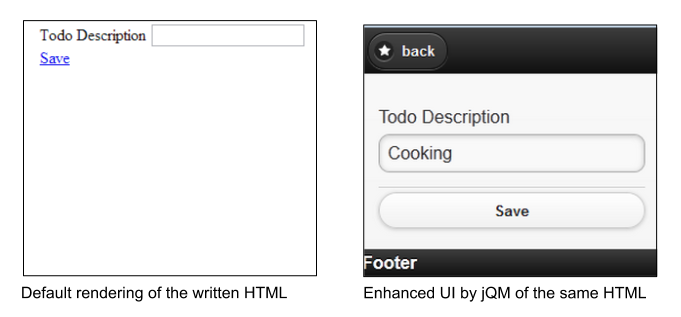 Todo Description
Save
Default rendering of the written HTML
back
Todo Description
Cooking
Save
Footer
Enhanced UI by jQM of the same HTML